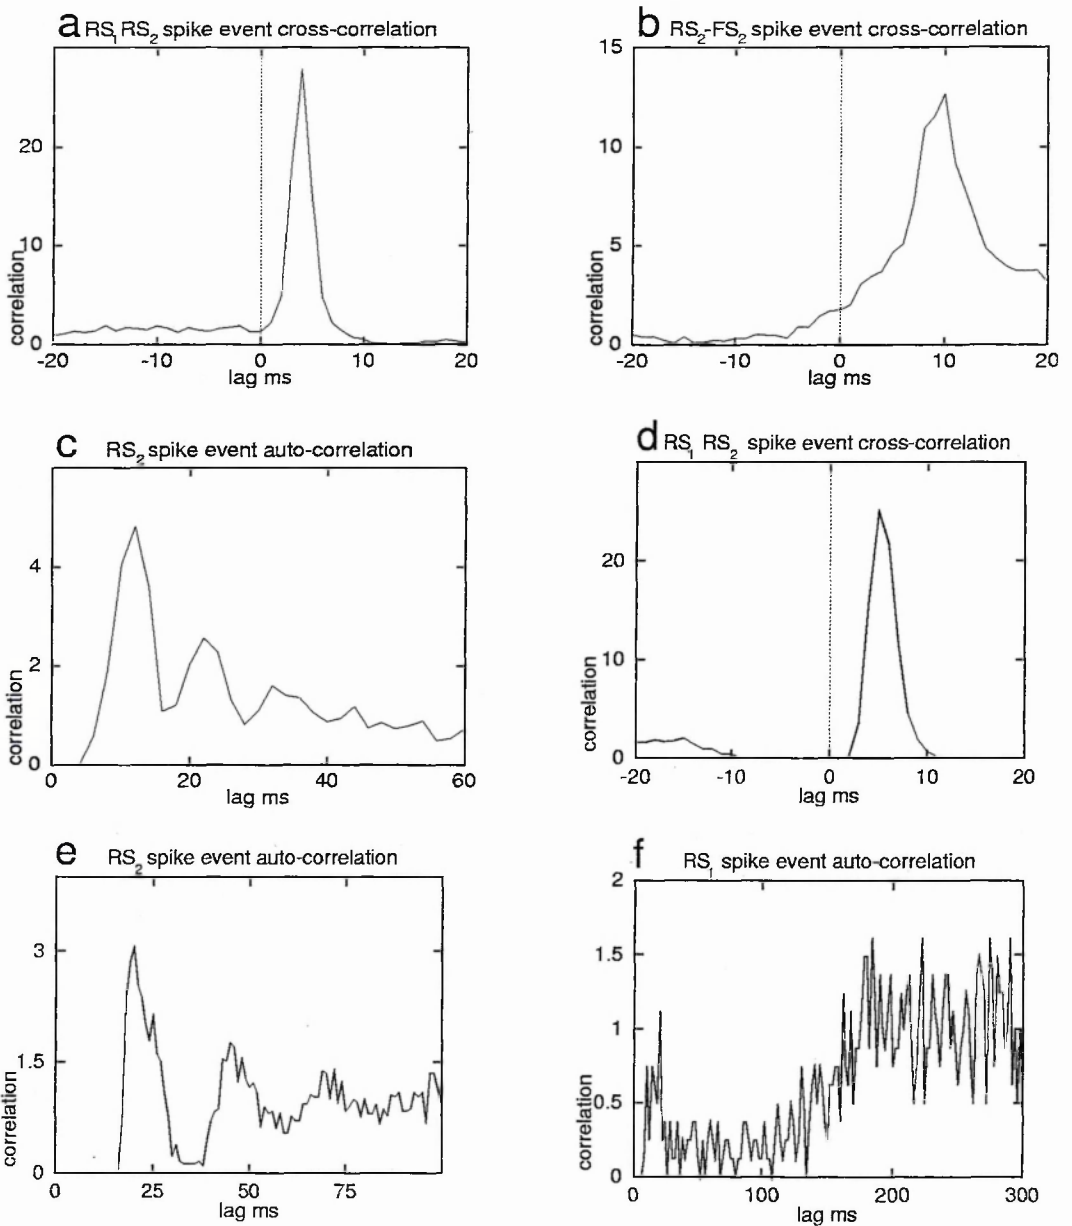 a RS1 RS2 spike event cross-correlation
20
10
0
correlation
-20 -10 0 10 20
lag ms
b RS2-FS2 spike event cross-correlation
15
10
5
0
correlation
-20 -10 0 10 20
lag ms
c RS2 spike event auto-correlation
4
2
0
correlation
0 20 40 60
lag ms
d RS1 RS2 spike event cross-correlation
20
10
0
correlation
-20 -10 0 10 20
lag ms
e RS2 spike event auto-correlation
3
1.5
0
correlation
0 25 50 75
lag ms
f RS1 spike event auto-correlation
2
1.5
1
0.5
0
correlation
0 100 200 300
lag ms